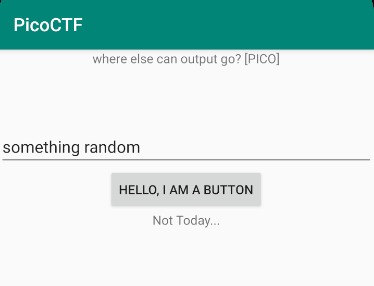 PicoCTF
where else can output go? [PICO]
something random
HELLO, I AM A BUTTON
Not Today...